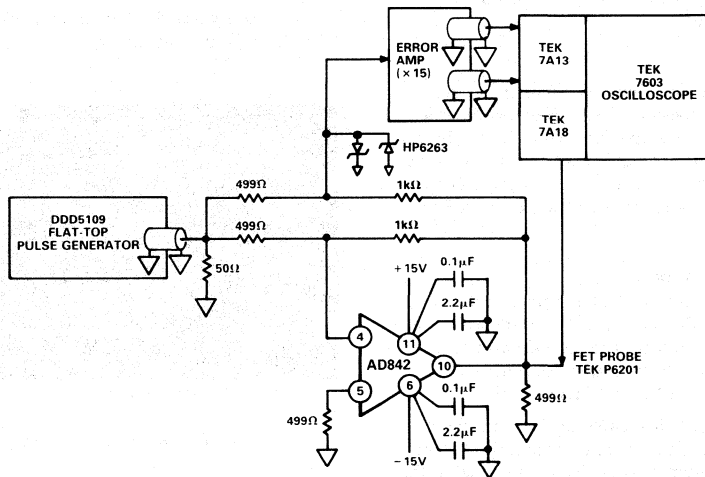 ERROR
AMP
(×15)
TEK
7A13
TEK
7603
OSCILLOSCOPE
TEK
7A18
HP6263
499Ω
1kΩ
DDD5109
FLAT-TOP
PULSE GENERATOR
499Ω
1kΩ
50Ω
+15V
0.1µF
2.2µF
4
11
AD842
10
5
6
FET PROBE
TEK P6201
0.1µF
499Ω
499Ω
2.2µF
−15V